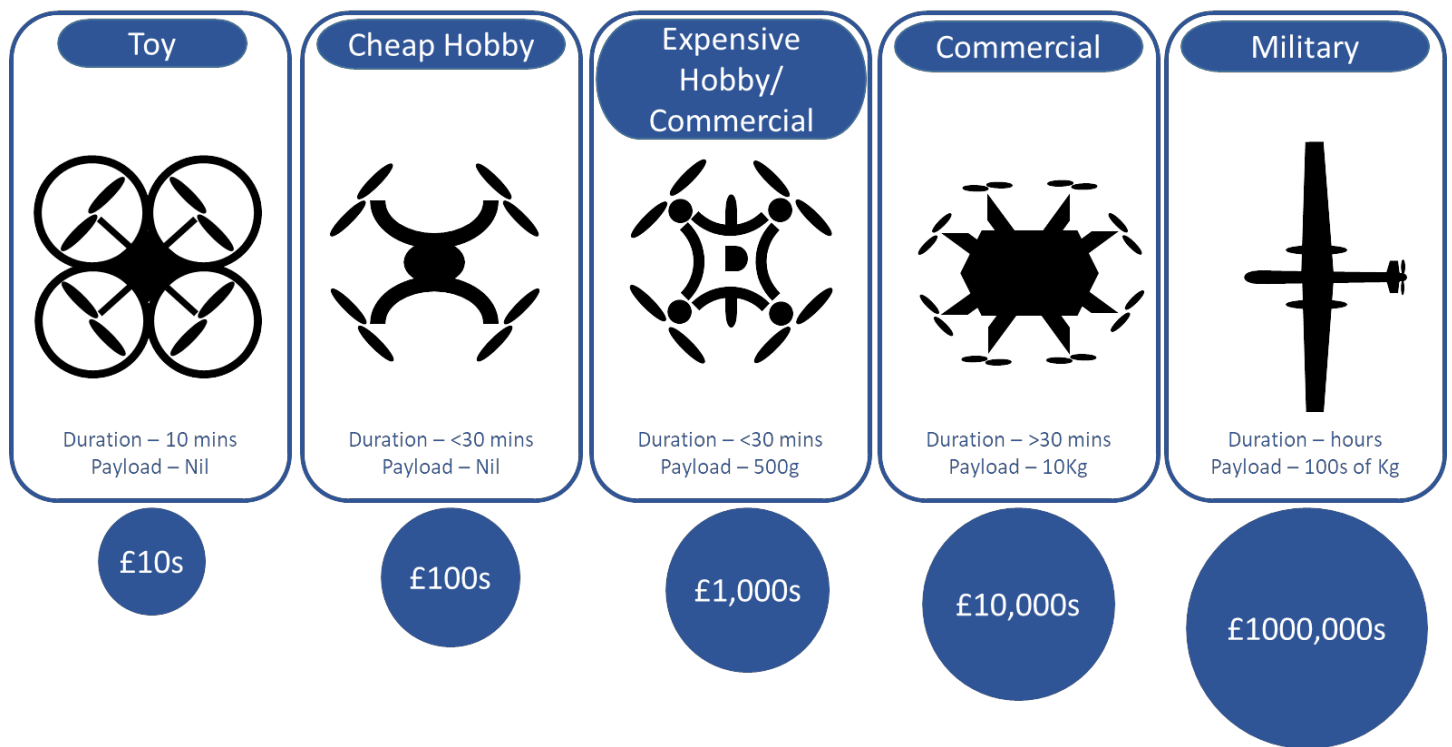 Toy
Duration – 10 mins
Payload – Nil
£10s
Cheap Hobby
Duration – <30 mins
Payload – Nil
£100s
Expensive
Hobby/
Commercial
Duration – <30 mins
Payload – 500g
£1,000s
Commercial
Duration – >30 mins
Payload – 10Kg
£10,000s
Military
Duration – hours
Payload – 100s of Kg
£1000,000s